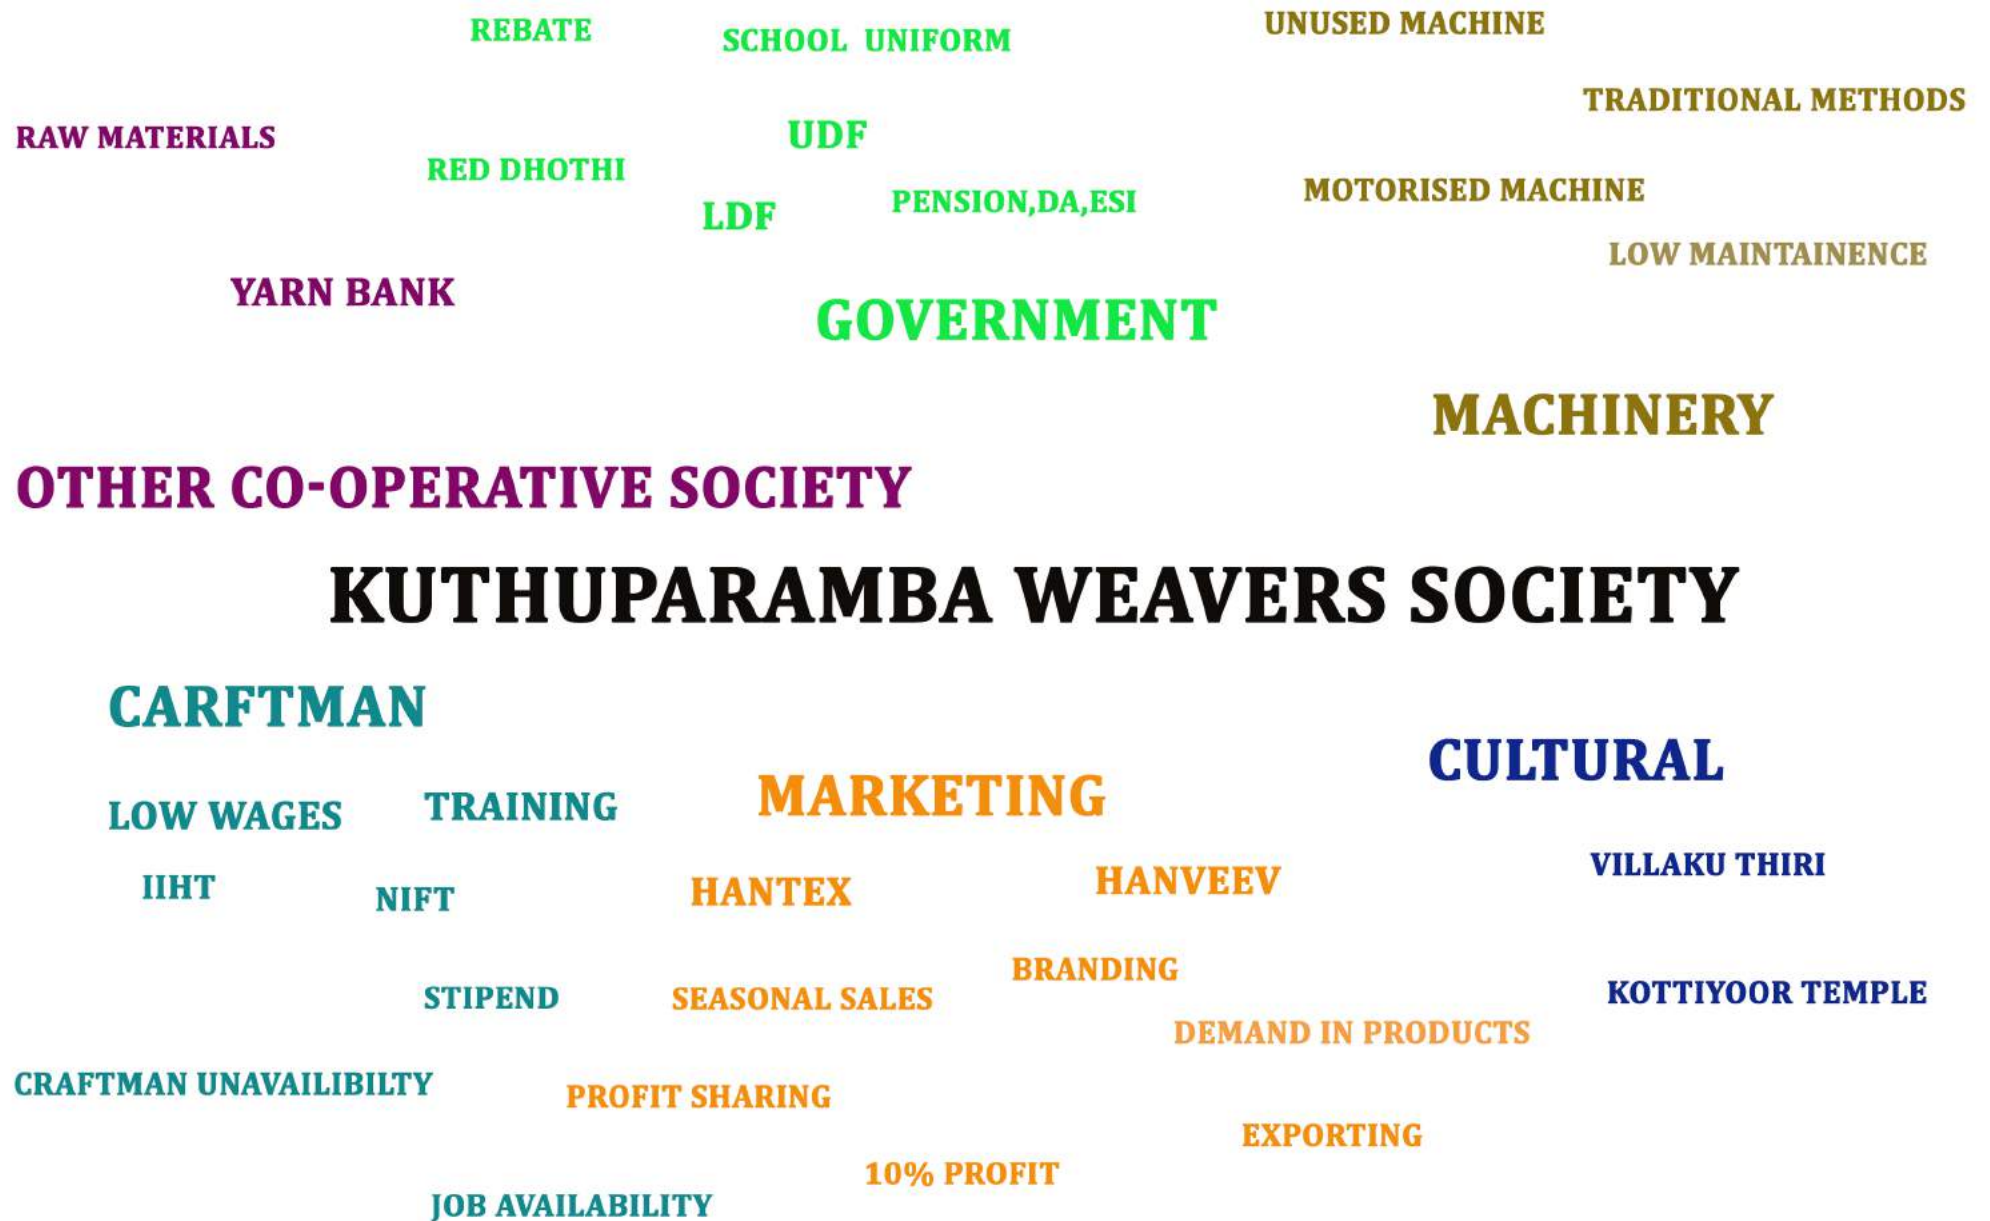 REBATE
SCHOOL UNIFORM
UNUSED MACHINE
TRADITIONAL METHODS
RAW MATERIALS
UDF
RED DHOTHI
LDF
PENSION,DA,ESI
MOTORISED MACHINE
LOW MAINTAINENCE
YARN BANK
GOVERNMENT
MACHINERY
OTHER CO-OPERATIVE SOCIETY
KUTHUPARAMBA WEAVERS SOCIETY
CARFTMAN
CULTURAL
LOW WAGES
TRAINING
MARKETING
VILLAKU THIRI
IIHT
NIFT
HANTEX
HANVEEV
BRANDING
STIPEND
SEASONAL SALES
KOTTIYOOR TEMPLE
DEMAND IN PRODUCTS
CRAFTMAN UNAVAILIBILTY
PROFIT SHARING
EXPORTING
10% PROFIT
JOB AVAILABILITY